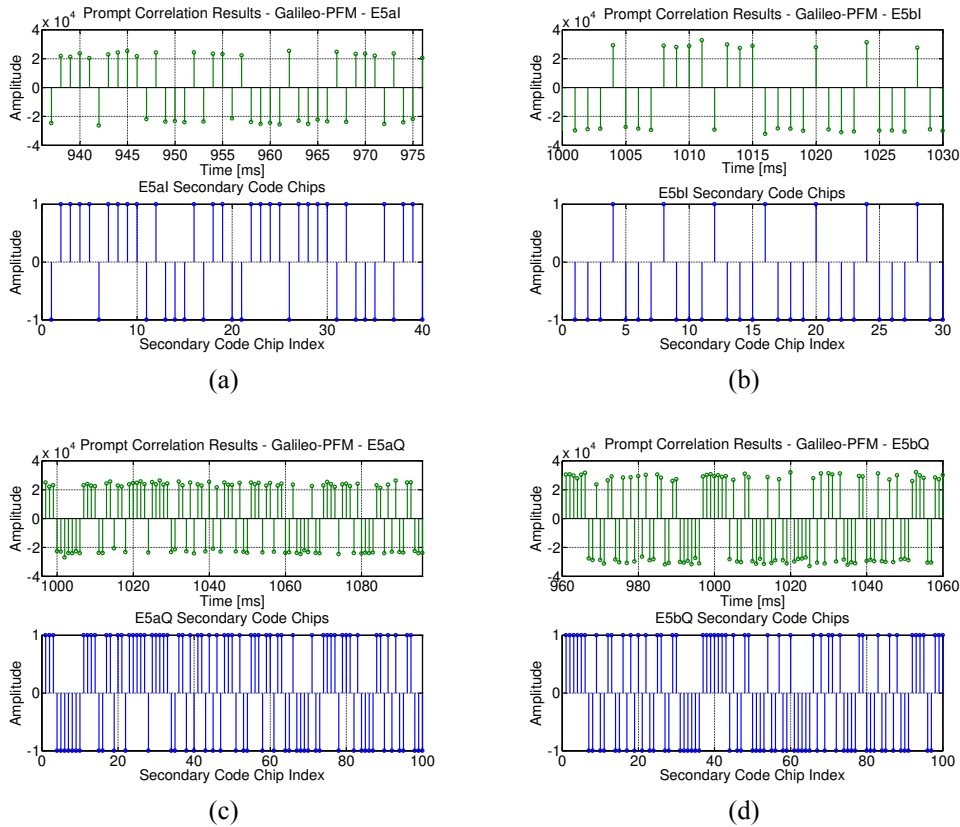 Prompt Correlation Results - Galileo-PFM - E5aI
x 10⁴
4
2
0
-2
-4
Amplitude
940 945 950 955 960 965 970 975
Time [ms]
E5aI Secondary Code Chips
1
0
-1
Amplitude
0 10 20 30 40
Secondary Code Chip Index
(a)
Prompt Correlation Results - Galileo-PFM - E5bI
x 10⁴
4
2
0
-2
-4
Amplitude
1000 1005 1010 1015 1020 1025 1030
Time [ms]
E5bI Secondary Code Chips
1
0
-1
Amplitude
0 5 10 15 20 25 30
Secondary Code Chip Index
(b)
Prompt Correlation Results - Galileo-PFM - E5aQ
x 10⁴
4
2
0
-2
-4
Amplitude
1000 1020 1040 1060 1080
Time [ms]
E5aQ Secondary Code Chips
1
0
-1
Amplitude
0 20 40 60 80 100
Secondary Code Chip Index
(c)
Prompt Correlation Results - Galileo-PFM - E5bQ
x 10⁴
4
2
0
-2
-4
Amplitude
960 980 1000 1020 1040 1060
Time [ms]
E5bQ Secondary Code Chips
1
0
-1
Amplitude
0 20 40 60 80 100
Secondary Code Chip Index
(d)